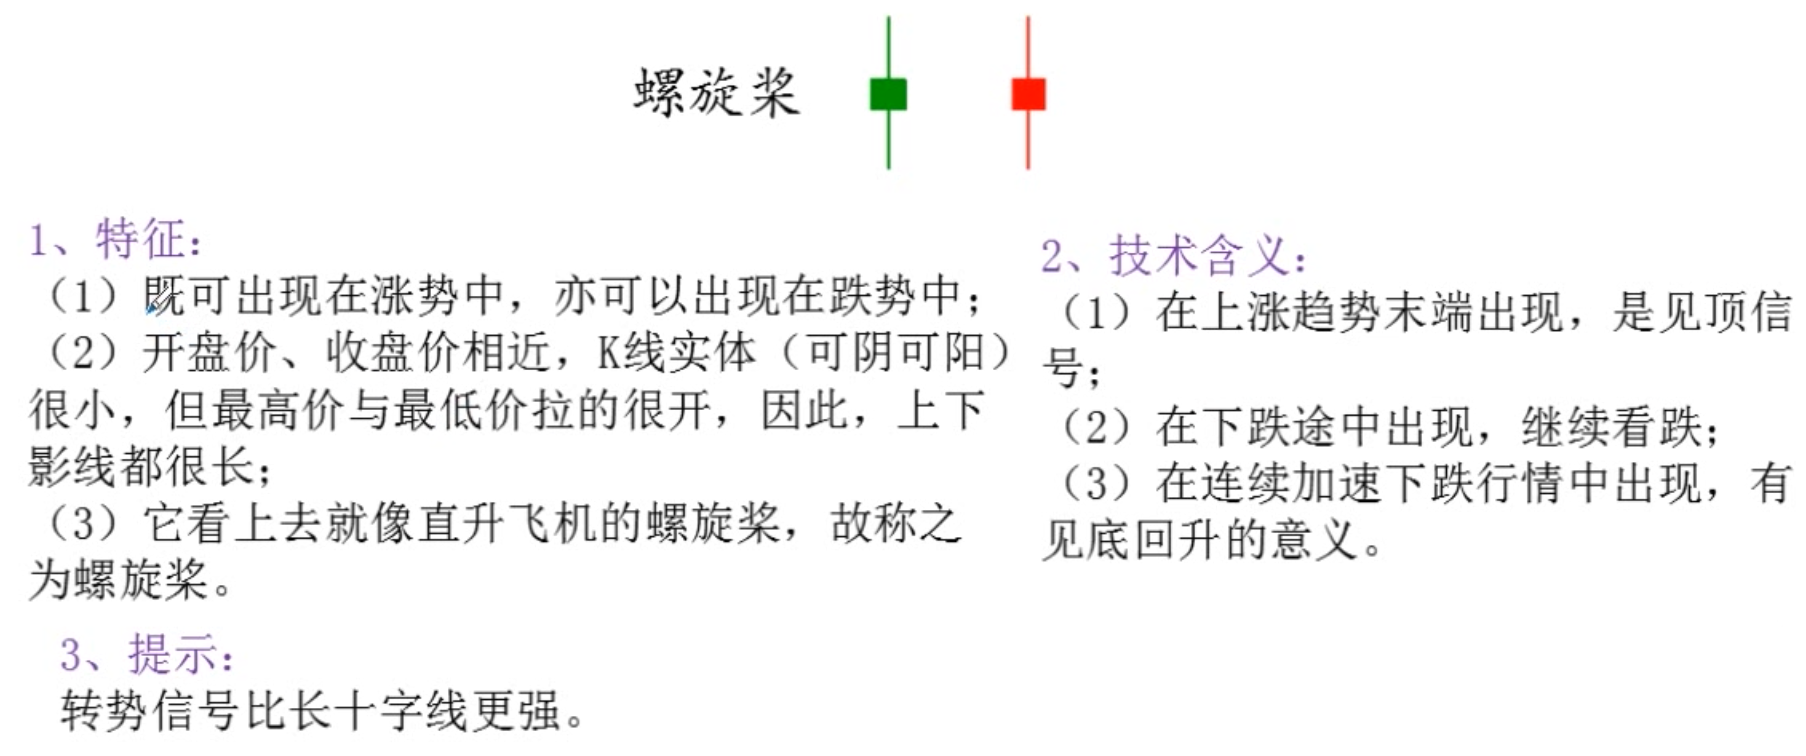 螺旋桨
1、特征：
（1）既可出现在涨势中，亦可以出现在跌势中；
（2）开盘价、收盘价相近，K线实体（可阴可阳）
很小，但最高价与最低价拉的很开，因此，上下
影线都很长；
（3）它看上去就像直升飞机的螺旋桨，故称之
为螺旋桨。
2、技术含义：
（1）在上涨趋势末端出现，是见顶信
号；
（2）在下跌途中出现，继续看跌；
（3）在连续加速下跌行情中出现，有
见底回升的意义。
3、提示：
转势信号比长十字线更强。